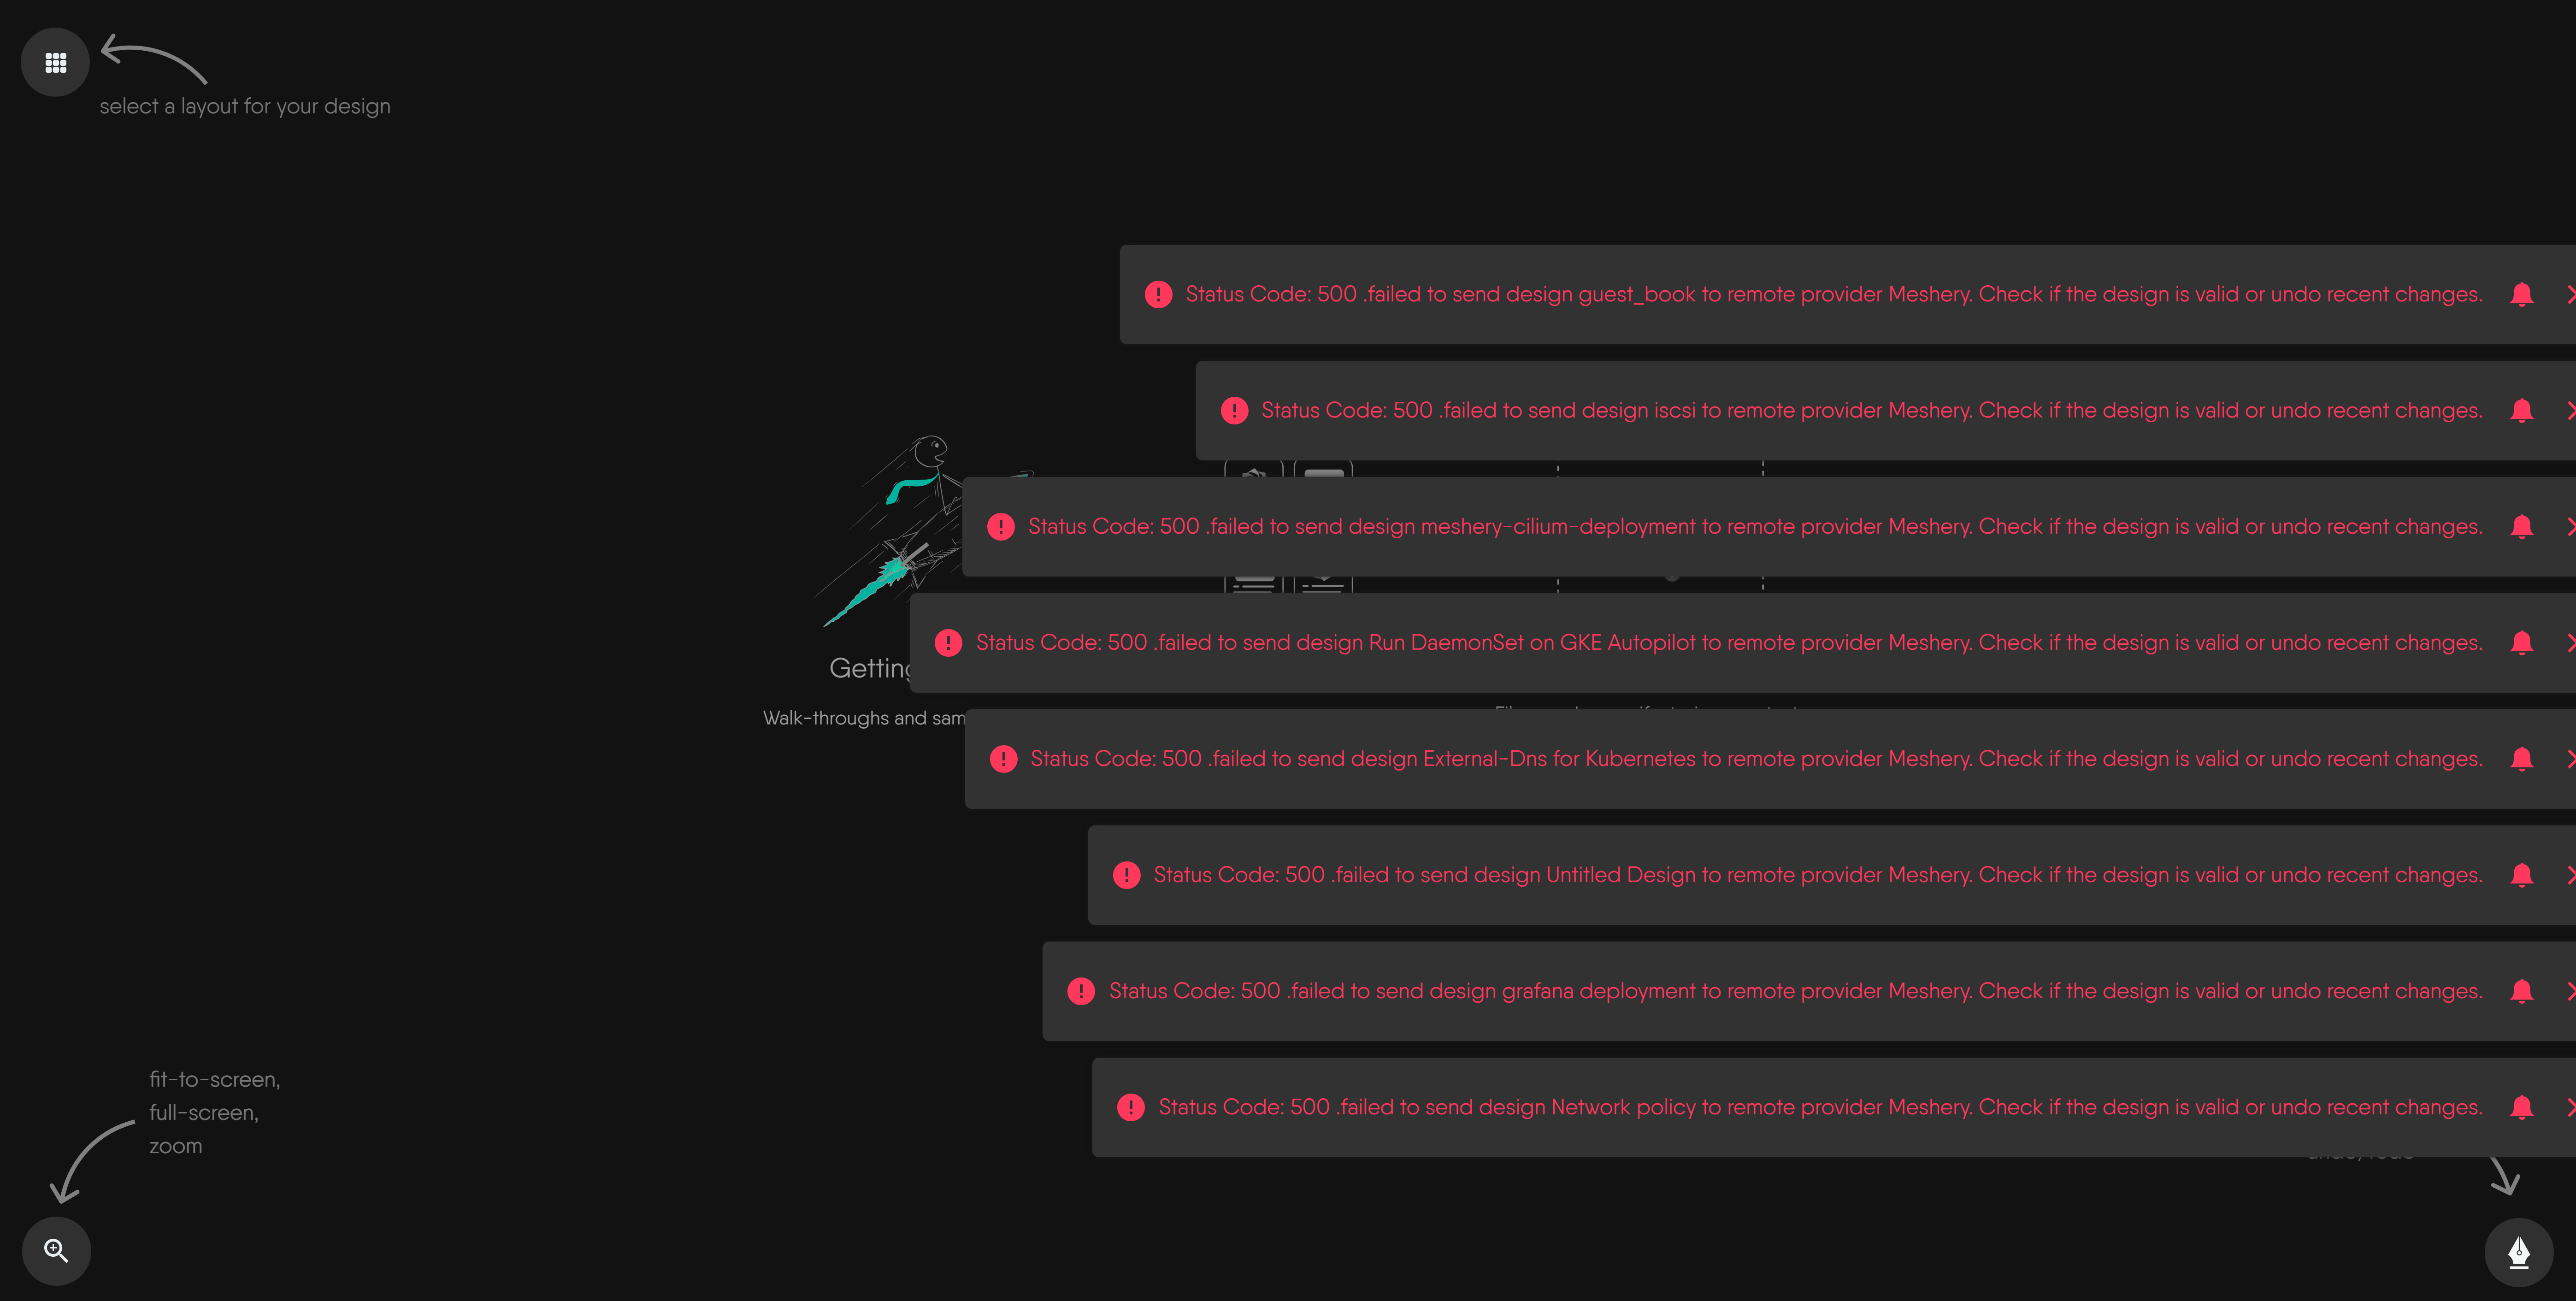 select a layout for your design
Status Code: 500 .failed to send design guest_book to remote provider Meshery. Check if the design is valid or undo recent changes.
Status Code: 500 .failed to send design iscsi to remote provider Meshery. Check if the design is valid or undo recent changes.
Status Code: 500 .failed to send design meshery-cilium-deployment to remote provider Meshery. Check if the design is valid or undo recent changes.
Status Code: 500 .failed to send design Run DaemonSet on GKE Autopilot to remote provider Meshery. Check if the design is valid or undo recent changes.
Getting
Walk-throughs and sam
Status Code: 500 .failed to send design External-Dns for Kubernetes to remote provider Meshery. Check if the design is valid or undo recent changes.
Status Code: 500 .failed to send design Untitled Design to remote provider Meshery. Check if the design is valid or undo recent changes.
Status Code: 500 .failed to send design grafana deployment to remote provider Meshery. Check if the design is valid or undo recent changes.
Status Code: 500 .failed to send design Network policy to remote provider Meshery. Check if the design is valid or undo recent changes.
fit-to-screen,
full-screen,
zoom